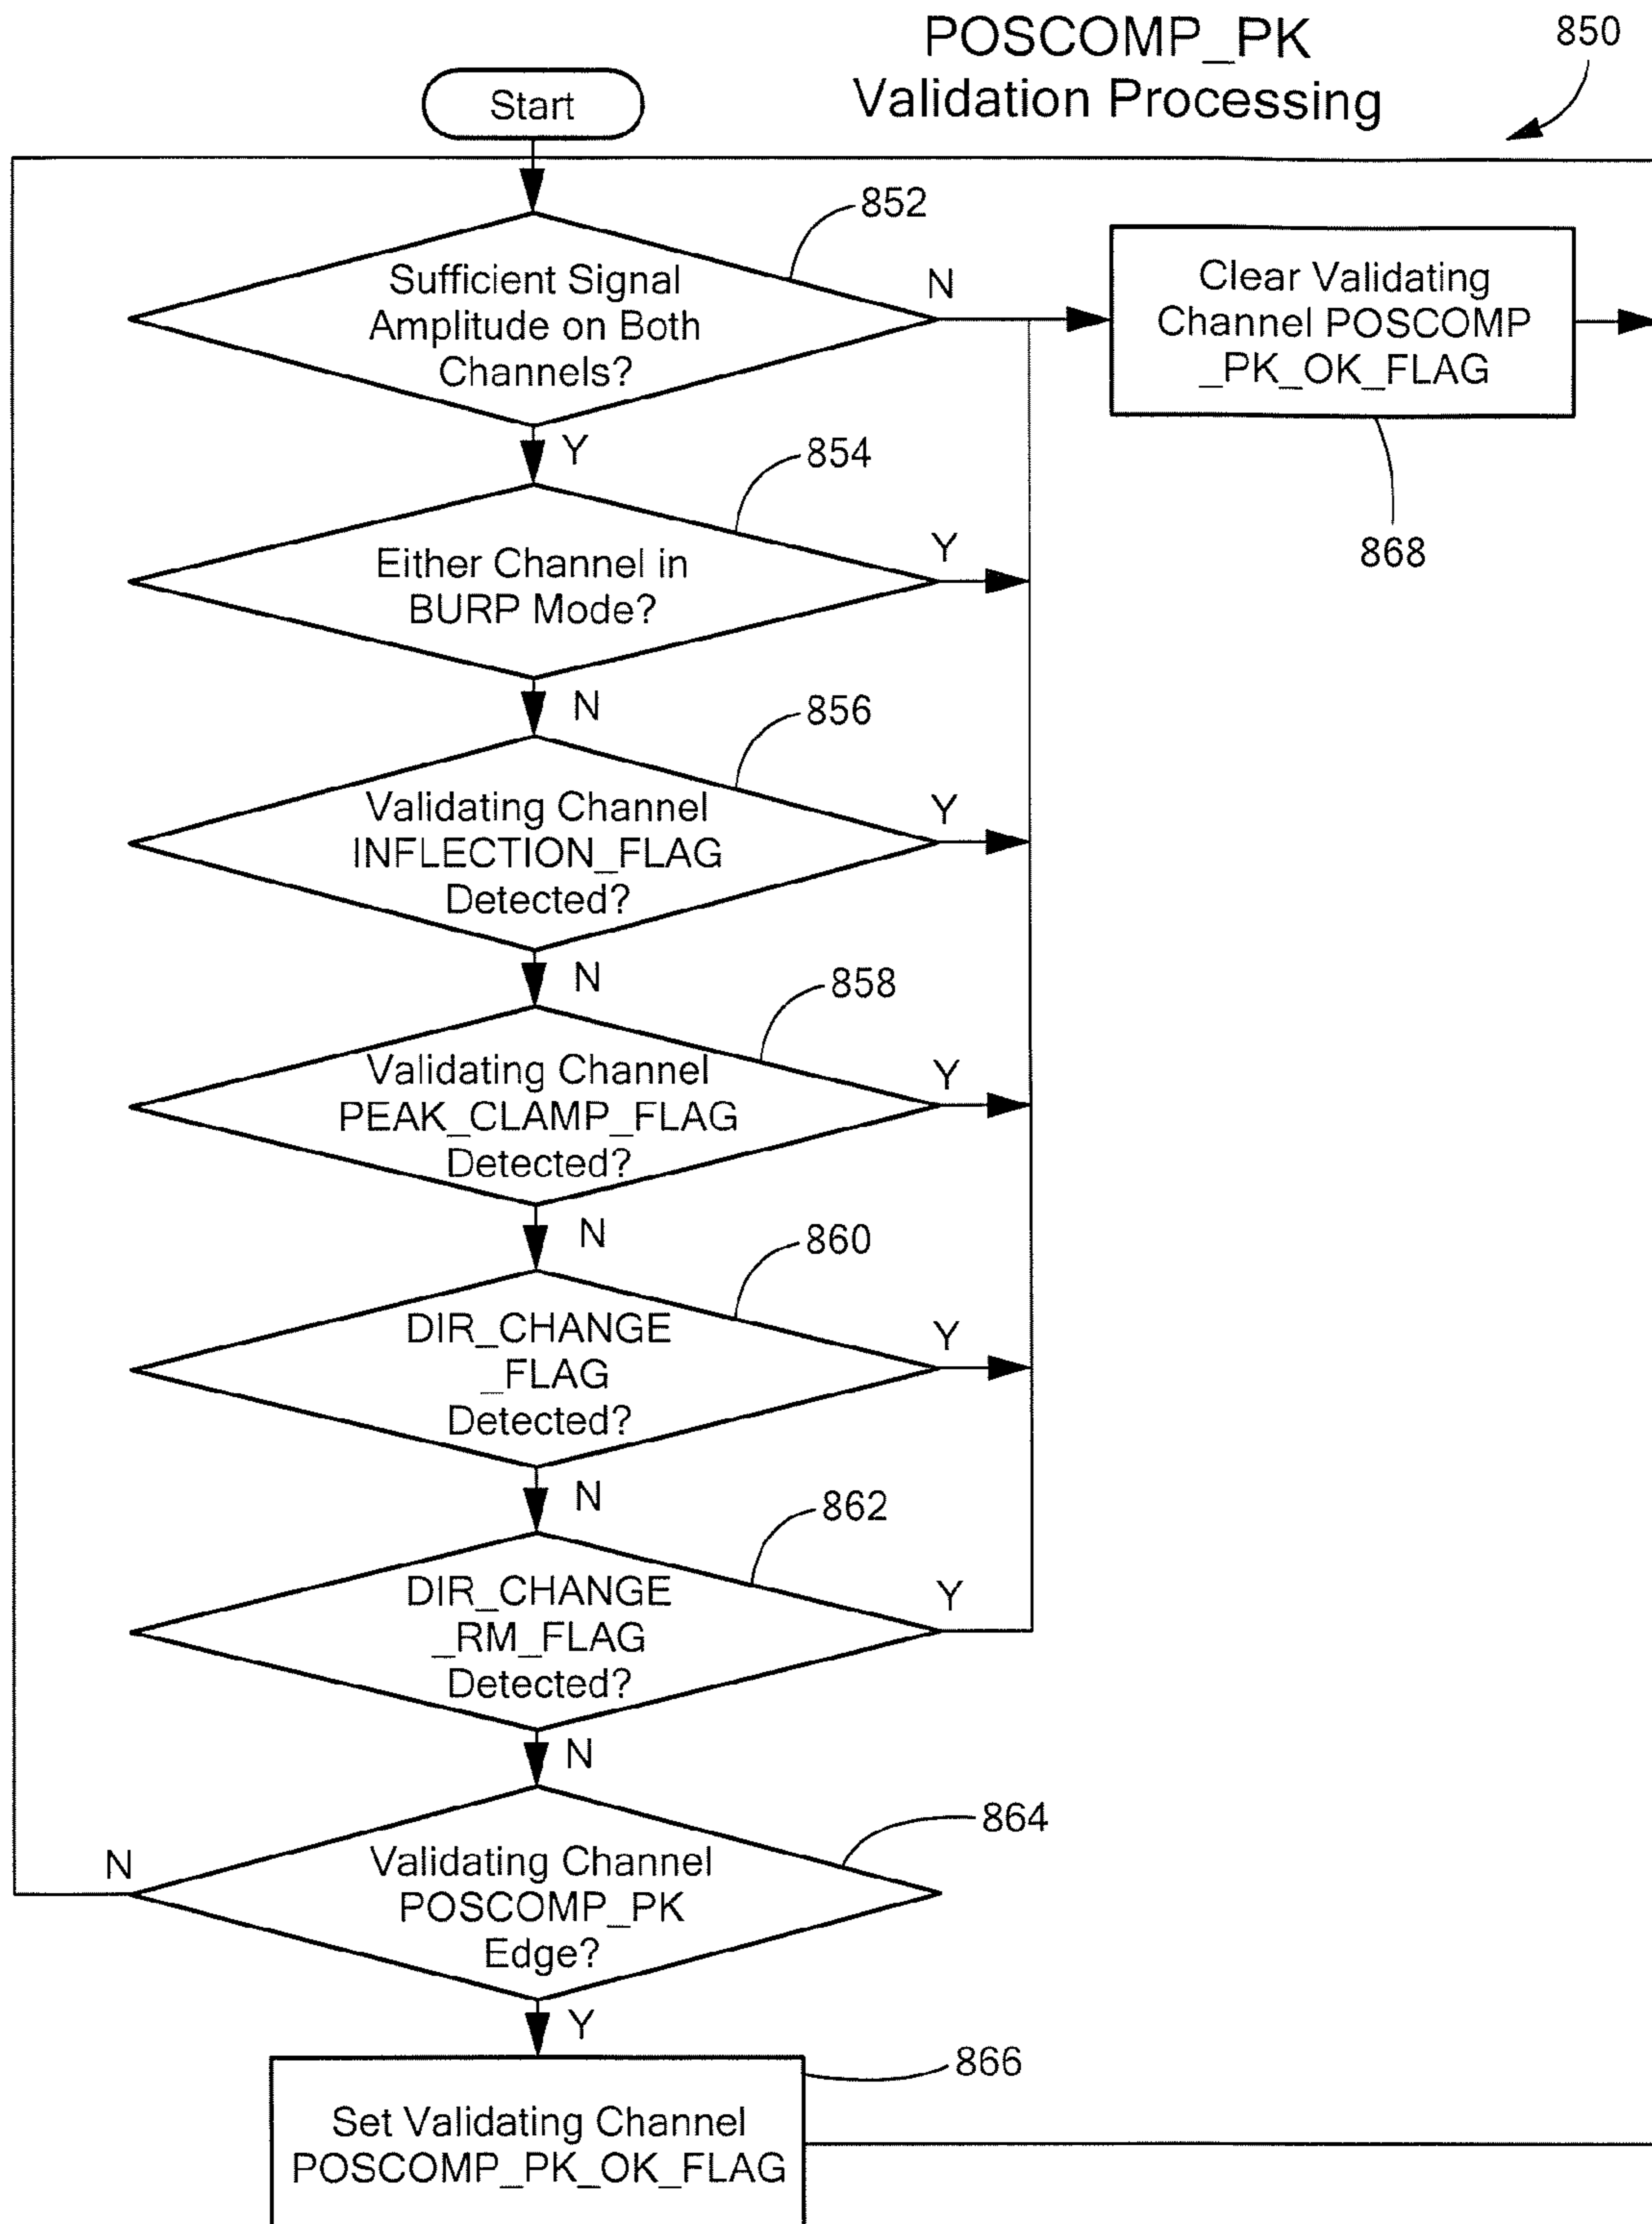 POSCOMP_PK
Validation Processing
850
Start
852
Sufficient Signal
Amplitude on Both
Channels?
N
Clear Validating
Channel POSCOMP
_PK_OK_FLAG
868
Y
854
Either Channel in
BURP Mode?
Y
N
856
Validating Channel
INFLECTION_FLAG
Detected?
Y
N
858
Validating Channel
PEAK_CLAMP_FLAG
Detected?
Y
N
860
DIR_CHANGE
_FLAG
Detected?
Y
N
862
DIR_CHANGE
_RM_FLAG
Detected?
Y
N
864
Validating Channel
POSCOMP_PK
Edge?
N
Y
866
Set Validating Channel
POSCOMP_PK_OK_FLAG